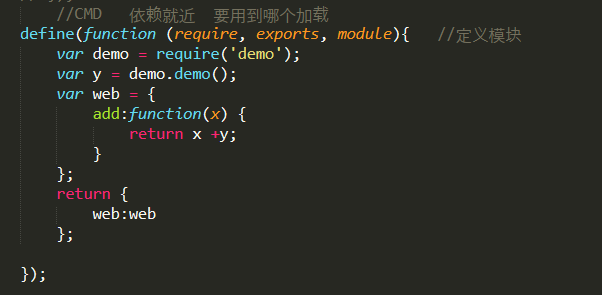 //CMD   依赖就近  要用到哪个加载
define(function (require, exports, module){   //定义模块
    var demo = require('demo');
    var y = demo.demo();
    var web = {
        add:function(x) {
            return x +y;
        }
    };
    return {
        web:web
    };
});